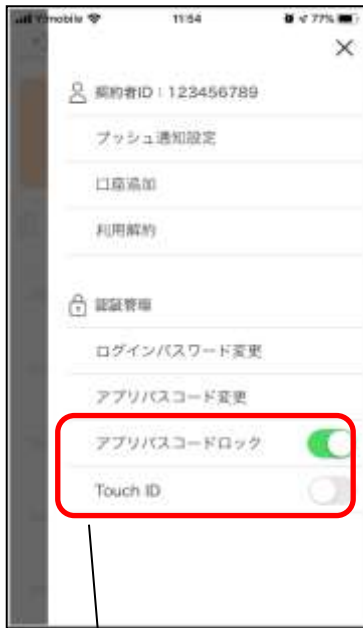 Y!mobile 11:54 77%
契約者ID：123456789
プッシュ通知設定
口座追加
利用解約
認証管理
ログインパスワード変更
アプリパスコード変更
アプリパスコードロック
Touch ID